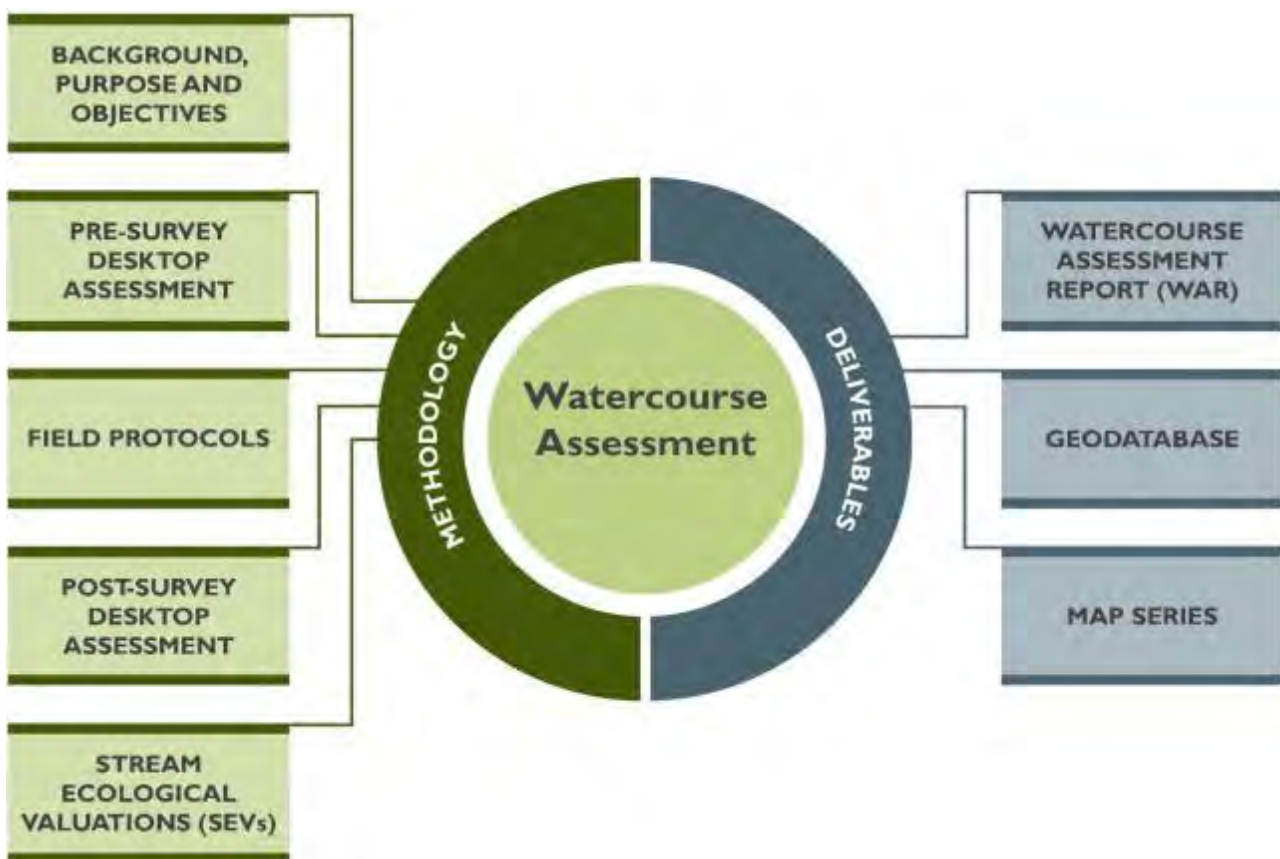 BACKGROUND,
PURPOSE AND
OBJECTIVES
PRE-SURVEY
DESKTOP
ASSESSMENT
FIELD PROTOCOLS
POST-SURVEY
DESKTOP
ASSESSMENT
STREAM
ECOLOGICAL
VALUATIONS (SEVs)
METHODOLOGY
Watercourse
Assessment
DELIVERABLES
WATERCOURSE
ASSESSMENT
REPORT (WAR)
GEODATABASE
MAP SERIES